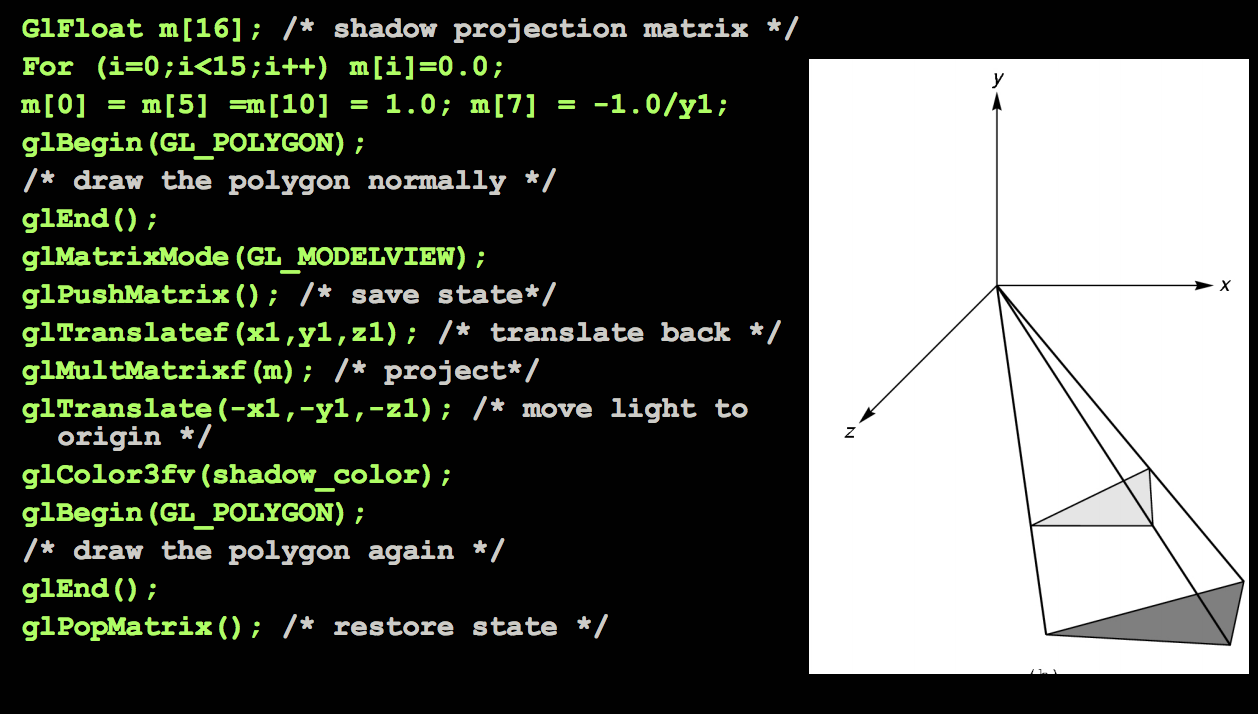 GlFloat m[16]; /* shadow projection matrix */
For (i=0;i<15;i++) m[i]=0.0;
m[0] = m[5] =m[10] = 1.0; m[7] = -1.0/y1;
glBegin(GL_POLYGON);
/* draw the polygon normally */
glEnd();
glMatrixMode(GL_MODELVIEW);
glPushMatrix(); /* save state*/
glTranslatef(x1,y1,z1); /* translate back */
glMultMatrixf(m); /* project*/
glTranslate(-x1,-y1,-z1); /* move light to
origin */
glColor3fv(shadow_color);
glBegin(GL_POLYGON);
/* draw the polygon again */
glEnd();
glPopMatrix(); /* restore state */
y
x
z